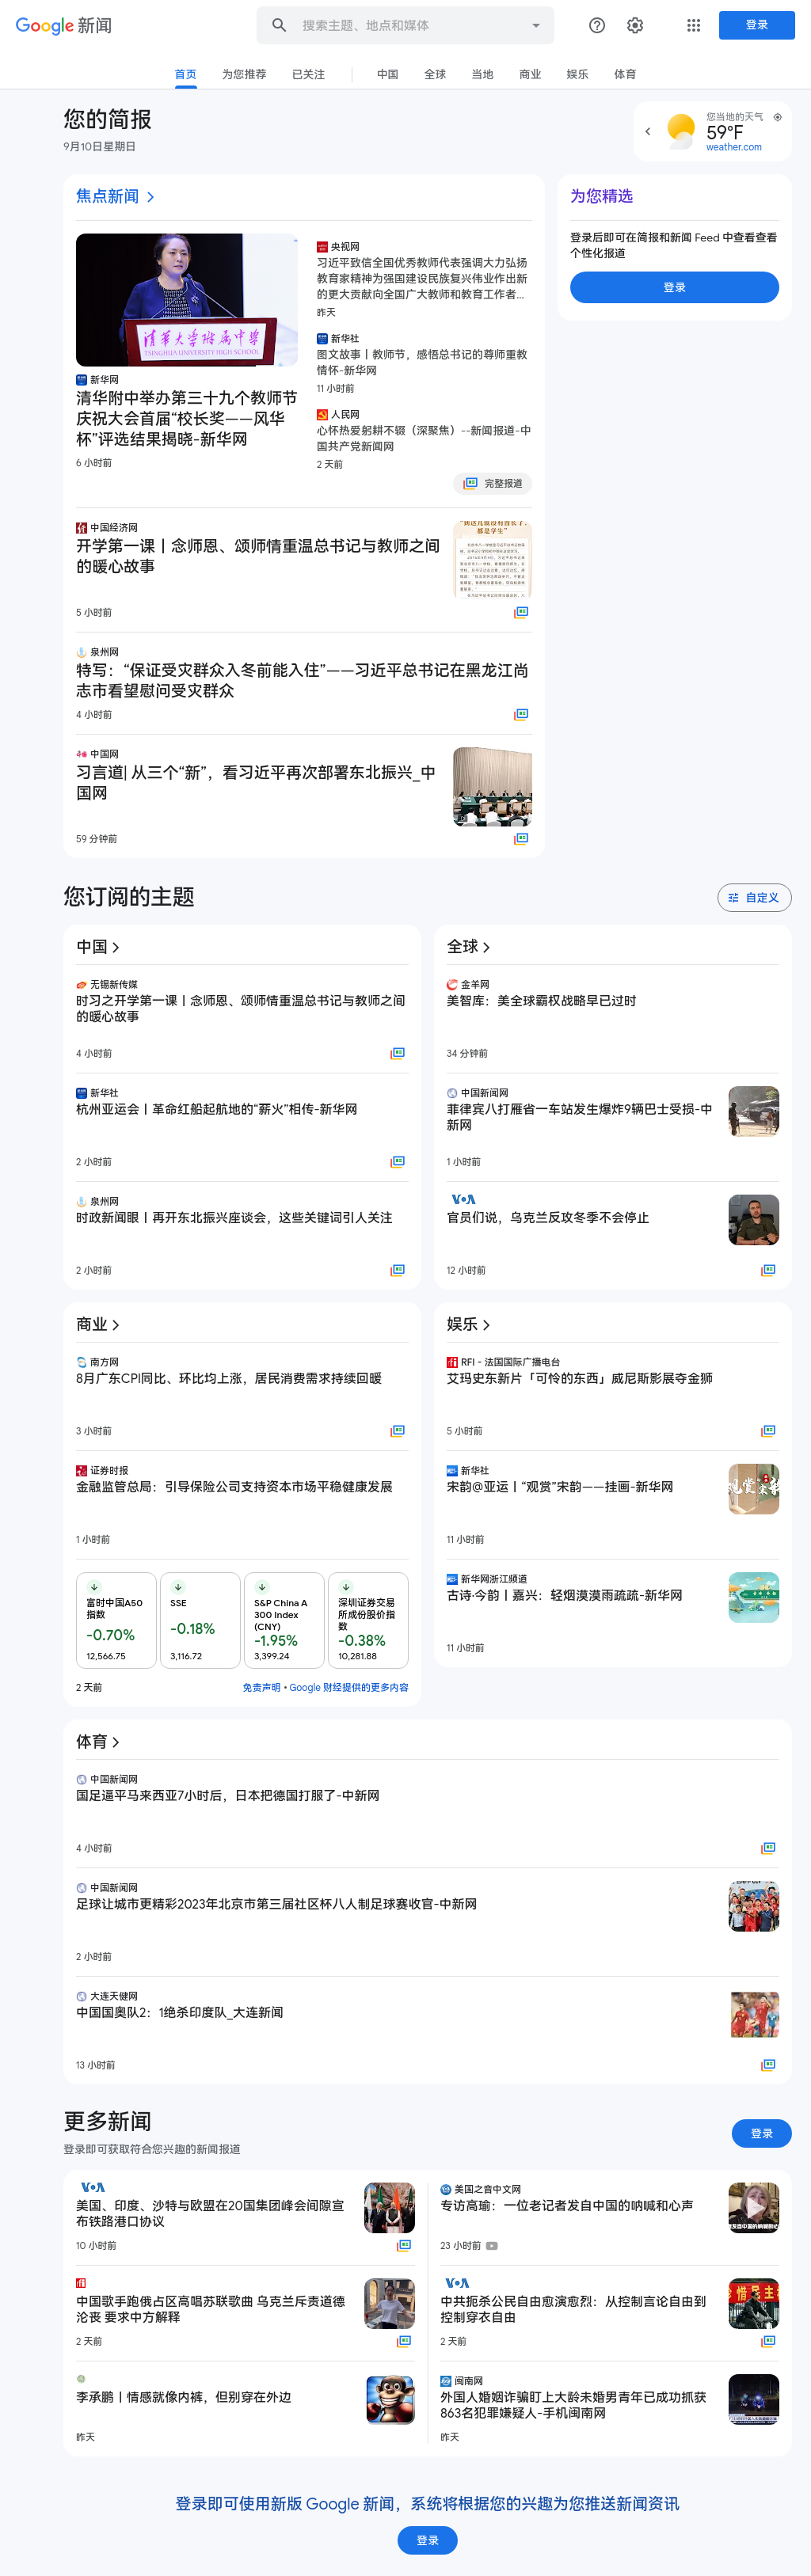 Google 新闻
搜索主题、地点和媒体
登录
首页
为您推荐
已关注
中国
全球
当地
商业
娱乐
体育
您的简报
9月10日星期日
您当地的天气
59°F
weather.com
焦点新闻
清华大学附属中学
TSINGHUA UNIVERSITY HIGH SCHOOL
新华网
清华附中举办第三十九个教师节
庆祝大会首届“校长奖——风华
杯”评选结果揭晓-新华网
6 小时前
央视网
习近平致信全国优秀教师代表强调大力弘扬
教育家精神为强国建设民族复兴伟业作出新
的更大贡献向全国广大教师和教育工作者...
昨天
新华社
图文故事丨教师节，感悟总书记的尊师重教
情怀-新华网
11 小时前
人民网
心怀热爱躬耕不辍（深聚焦）--新闻报道-中
国共产党新闻网
2 天前
完整报道
中国经济网
开学第一课丨念师恩、颂师情重温总书记与教师之间
的暖心故事
都是学生”
5 小时前
泉州网
特写：“保证受灾群众入冬前能入住”——习近平总书记在黑龙江尚
志市看望慰问受灾群众
4 小时前
中国网
习言道| 从三个“新”，看习近平再次部署东北振兴_中
国网
59 分钟前
为您精选
登录后即可在简报和新闻 Feed 中查看查看
个性化报道
登录
您订阅的主题
自定义
中国
无锡新传媒
时习之开学第一课丨念师恩、颂师情重温总书记与教师之间
的暖心故事
4 小时前
新华社
杭州亚运会丨革命红船起航地的“薪火”相传-新华网
2 小时前
泉州网
时政新闻眼丨再开东北振兴座谈会，这些关键词引人关注
2 小时前
全球
金羊网
美智库：美全球霸权战略早已过时
34 分钟前
中国新闻网
菲律宾八打雁省一车站发生爆炸9辆巴士受损-中
新网
1 小时前
VOA
官员们说，乌克兰反攻冬季不会停止
12 小时前
商业
南方网
8月广东CPI同比、环比均上涨，居民消费需求持续回暖
3 小时前
证券时报
金融监管总局：引导保险公司支持资本市场平稳健康发展
1 小时前
富时中国A50
指数
-0.70%
12,566.75
SSE
-0.18%
3,116.72
S&P China A
300 Index
(CNY)
-1.95%
3,399.24
深圳证券交易
所成份股价指
数
-0.38%
10,281.88
2 天前
免责声明 • Google 财经提供的更多内容
娱乐
RFI - 法国国际广播电台
艾玛史东新片「可怜的东西」威尼斯影展夺金狮
5 小时前
新华社
宋韵@亚运丨“观赏”宋韵——挂画-新华网
观赏
11 小时前
新华网浙江频道
古诗·今韵丨嘉兴：轻烟漠漠雨疏疏-新华网
11 小时前
体育
中国新闻网
国足逼平马来西亚7小时后，日本把德国打服了-中新网
4 小时前
中国新闻网
足球让城市更精彩2023年北京市第三届社区杯八人制足球赛收官-中新网
2 小时前
大连天健网
中国国奥队2：1绝杀印度队_大连新闻
13 小时前
更多新闻
登录即可获取符合您兴趣的新闻报道
登录
VOA
美国、印度、沙特与欧盟在20国集团峰会间隙宣
布铁路港口协议
10 小时前
中国歌手跑俄占区高唱苏联歌曲 乌克兰斥责道德
沦丧 要求中方解释
2 天前
李承鹏丨情感就像内裤，但别穿在外边
昨天
美国之音中文网
专访高瑜：一位老记者发自中国的呐喊和心声
23 小时前
VOA
中共扼杀公民自由愈演愈烈：从控制言论自由到
控制穿衣自由
2 天前
闽南网
外国人婚姻诈骗盯上大龄未婚男青年已成功抓获
863名犯罪嫌疑人-手机闽南网
昨天
登录即可使用新版 Google 新闻，系统将根据您的兴趣为您推送新闻资讯
登录